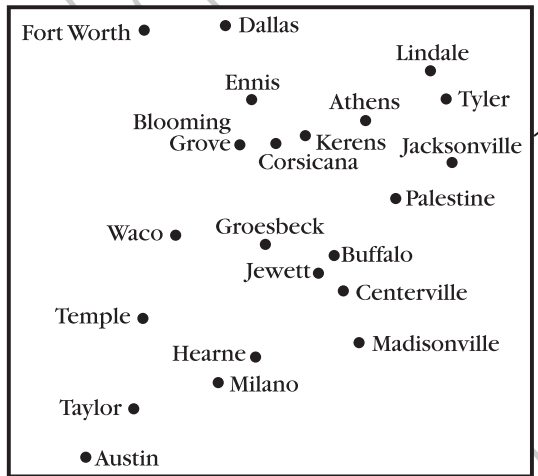 Fort Worth
Dallas
Lindale
Ennis
Athens
Tyler
Blooming
Grove
Kerens
Corsicana
Jacksonville
Palestine
Waco
Groesbeck
Buffalo
Jewett
Centerville
Temple
Hearne
Madisonville
Milano
Taylor
Austin